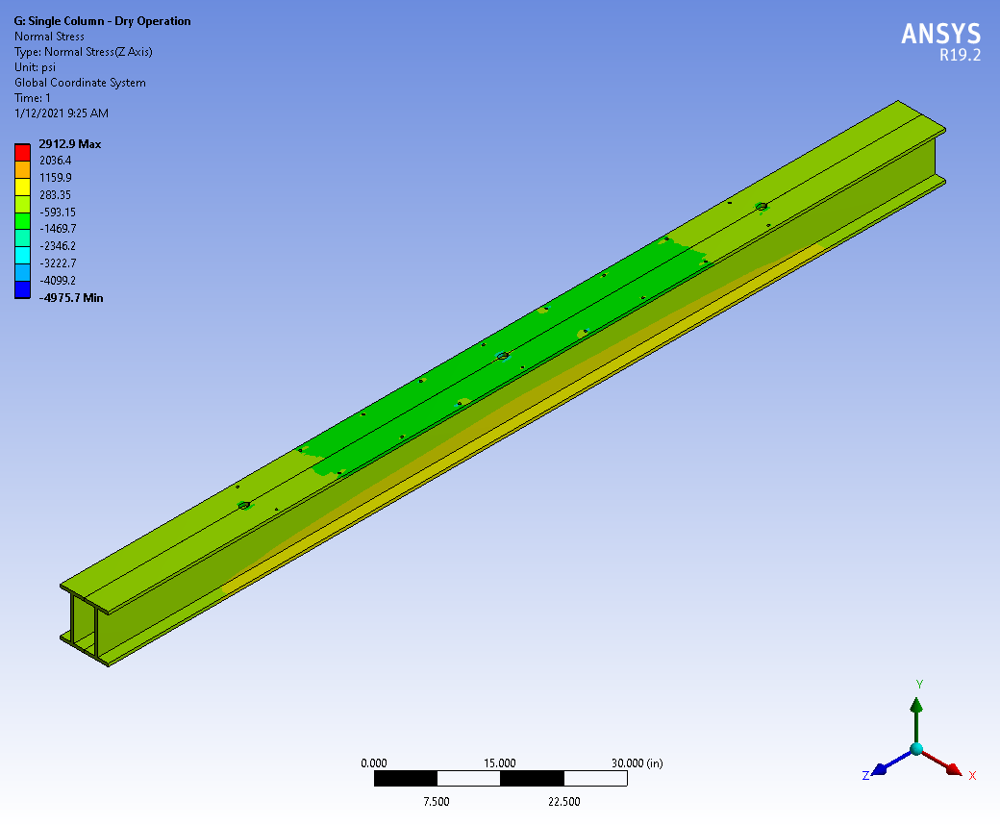 G: Single Column - Dry Operation
Normal Stress
Type: Normal Stress(Z Axis)
Unit: psi
Global Coordinate System
Time: 1
1/12/2021 9:25 AM
ANSYS
R19.2
2912.9 Max
2036.4
1159.9
283.35
-593.15
-1469.7
-2346.2
-3222.7
-4099.2
-4975.7 Min
Y
Z
X
0.000 15.000 30.000 (in)
7.500 22.500